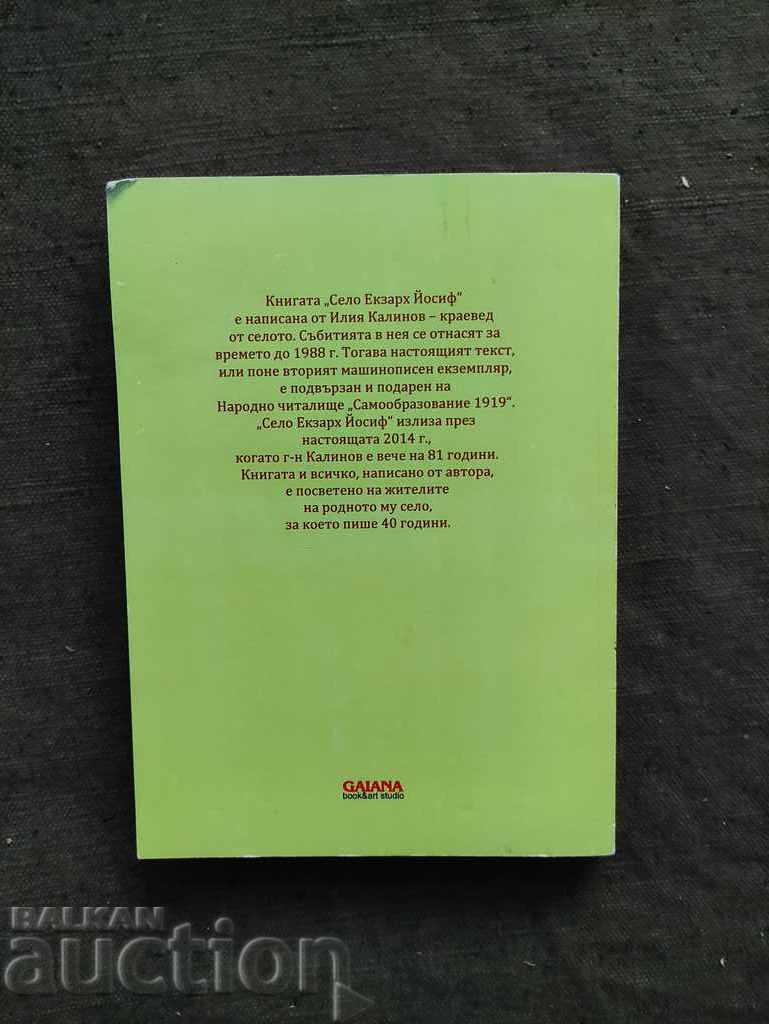 Книгата „Село Екзарх Йосиф“
е написана от Илия Калинов – краевед
от селото. Събитията в нея се отнасят за
времето до 1988 г. Тогава настоящият текст,
или поне вторият машинописен екземпляр,
е подвързан и подарен на
Народно читалище „Самообразование 1919“.
„Село Екзарх Йосиф“ излиза през
настоящата 2014 г.,
когато г-н Калинов е вече на 81 години.
Книгата и всичко, написано от автора,
е посветено на жителите
на родното му село,
за което пише 40 години.
GAIANA
book&art studio
BALKAN
auction